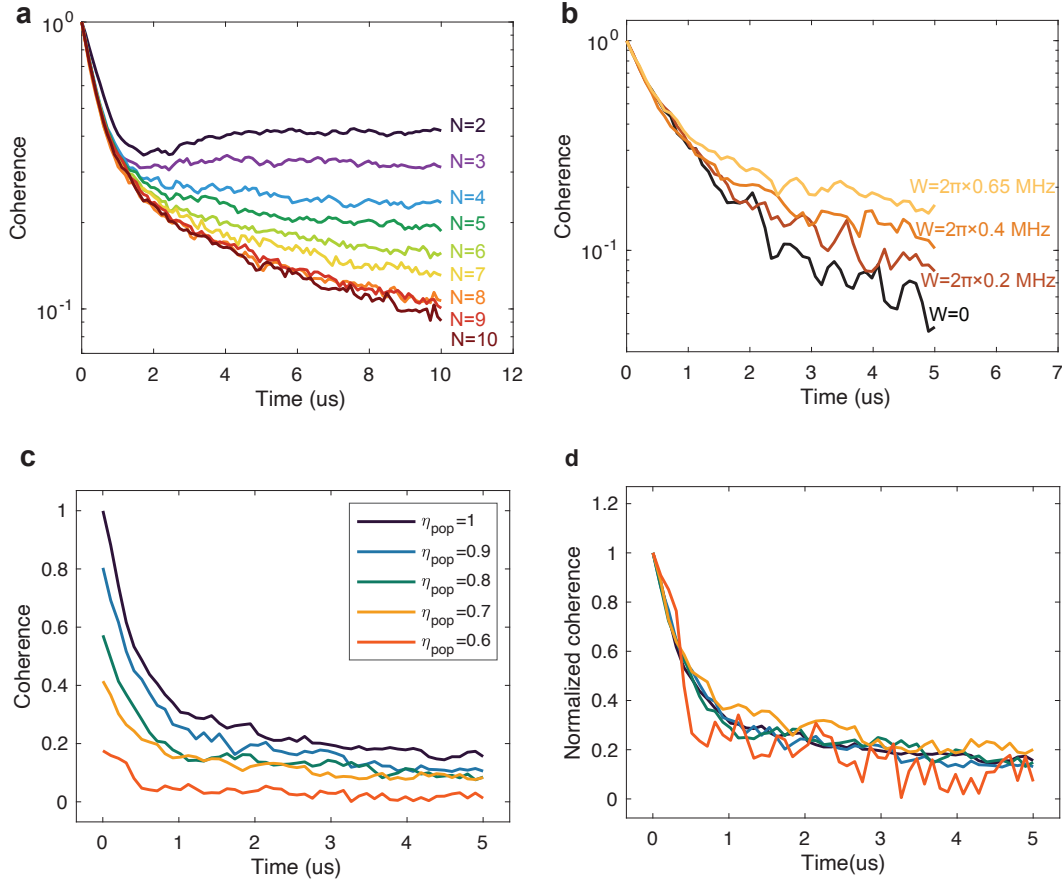 a
10^0
10^-1
Coherence
0
2
4
6
8
10
12
Time (us)
N=2
N=3
N=4
N=5
N=6
N=7
N=8
N=9
N=10
b
10^0
10^-1
Coherence
0
1
2
3
4
5
6
7
Time (us)
W=2π×0.65 MHz
W=2π×0.4 MHz
W=2π×0.2 MHz
W=0
c
1
0.8
0.6
0.4
0.2
0
Coherence
0
1
2
3
4
5
Time (us)
η_pop=1
η_pop=0.9
η_pop=0.8
η_pop=0.7
η_pop=0.6
d
1.2
1
0.8
0.6
0.4
0.2
0
Normalized coherence
0
1
2
3
4
5
Time(us)